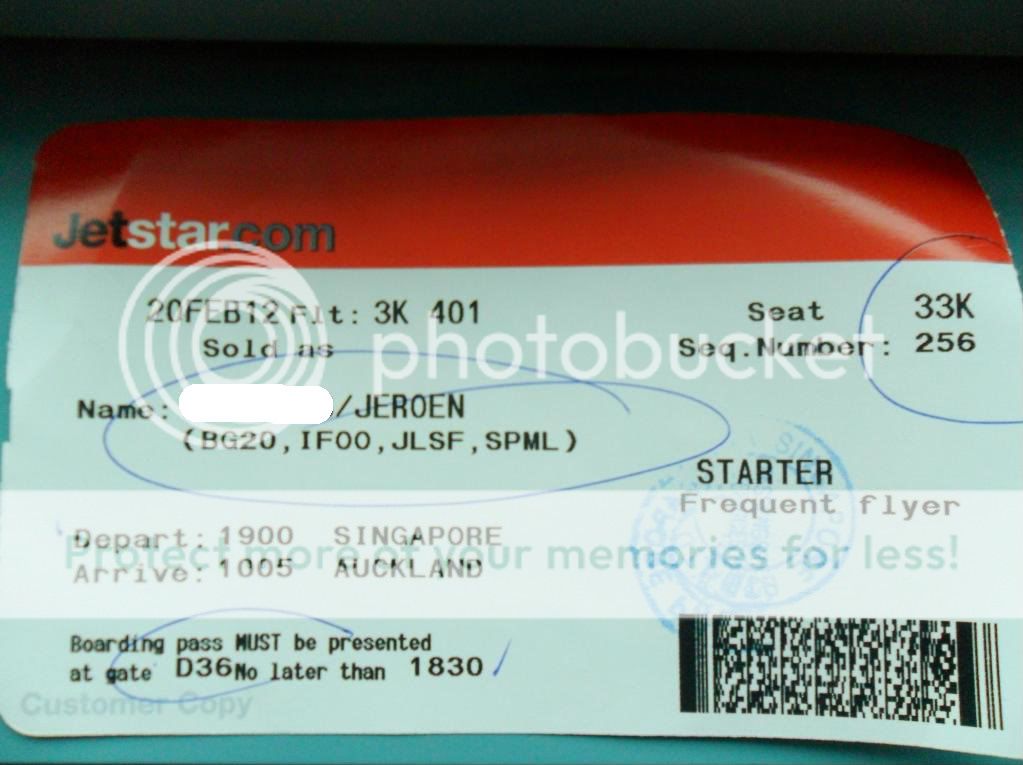 Jetstar.com
20FEB12 Flt: 3K 401
Seat 33K
Sold as
Seq.Number: 256
photobucket
Name: /JEROEN
(BG20,IF00,JLSF,SPML)
STARTER
Frequent flyer
Depart: 1900 SINGAPORE
Protect more of your memories for less!
Arrive: 1005 AUCKLAND
Boarding pass MUST be presented
at gate D36 No later than 1830
Customer Copy